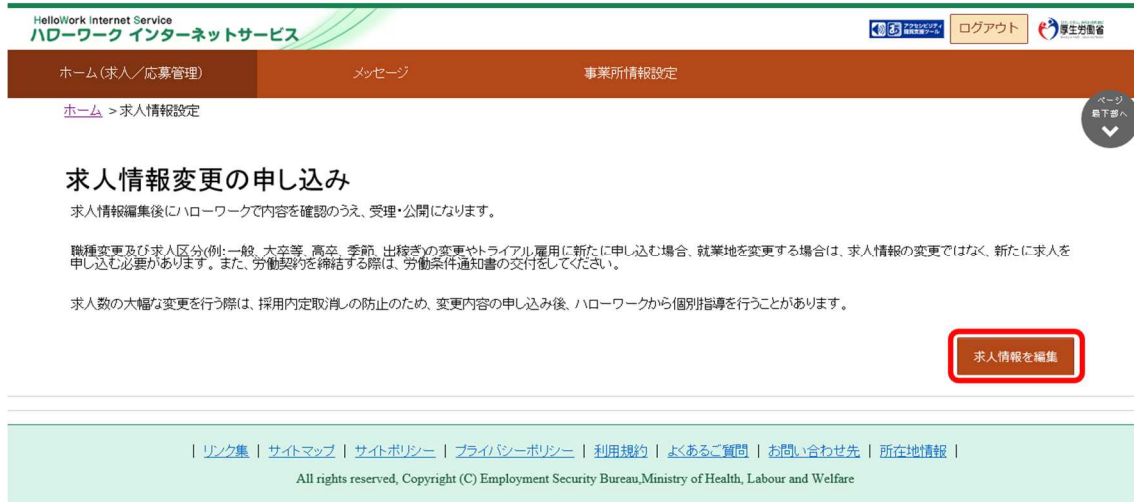 HelloWork Internet Service
ハローワーク インターネットサービス
ログアウト
厚生労働省
ホーム(求人/応募管理)
メッセージ
事業所情報設定
ホーム >求人情報設定
ページ
最下部へ
求人情報変更の申し込み
求人情報編集後にハローワークで内容を確認のうえ、受理・公開になります。
職種変更及び求人区分(例:一般、大卒等、高卒、季節、出稼ぎ)の変更やトライアル雇用に新たに申し込む場合、就業地を変更する場合は、求人情報の変更ではなく、新たに求人を
申し込む必要があります。また、労働契約を締結する際は、労働条件通知書の交付をしてください。
求人数の大幅な変更を行う際は、採用内定取消しの防止のため、変更内容の申し込み後、ハローワークから個別指導を行うことがあります。
求人情報を編集
| リンク集 | サイトマップ | サイトポリシー | プライバシーポリシー | 利用規約 | よくあるご質問 | お問い合わせ先 | 所在地情報 |
All rights reserved, Copyright (C) Employment Security Bureau,Ministry of Health, Labour and Welfare